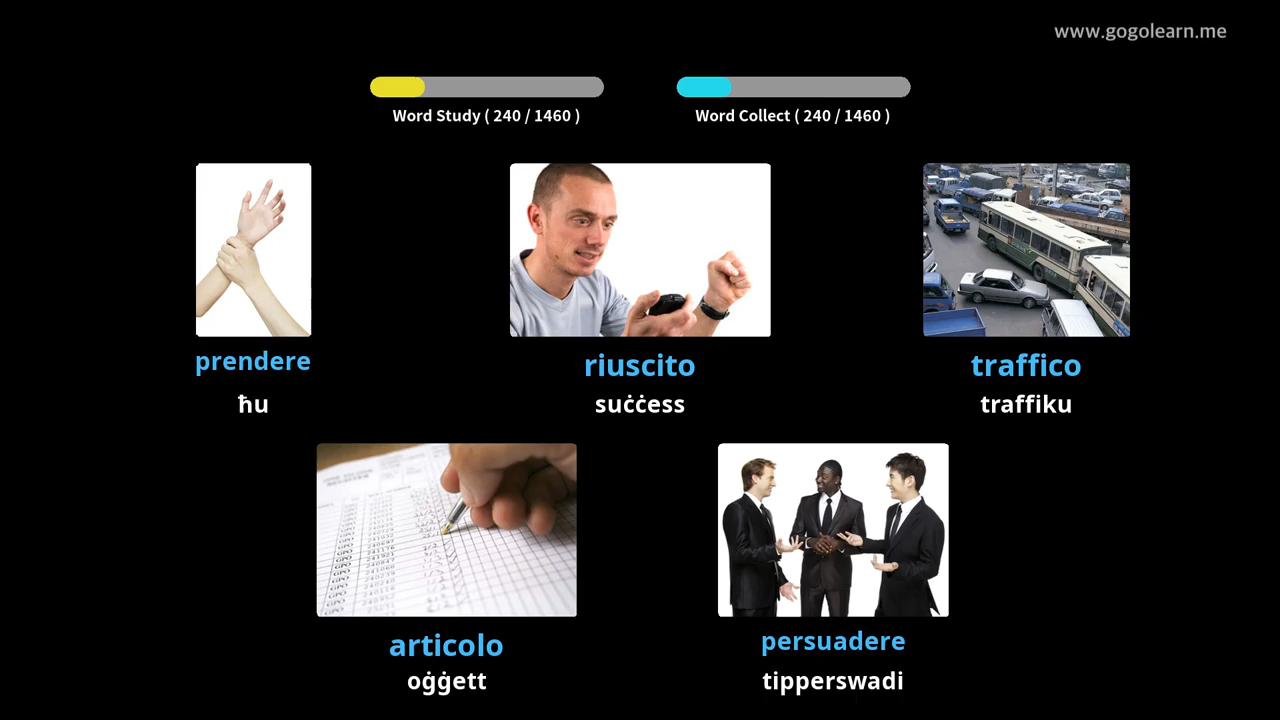 www.gogolearn.me
Word Study ( 240 / 1460 )
Word Collect ( 240 / 1460 )
prendere
ħu
riuscito
suċċess
traffico
traffiku
articolo
oġġett
persuadere
tipperswadi